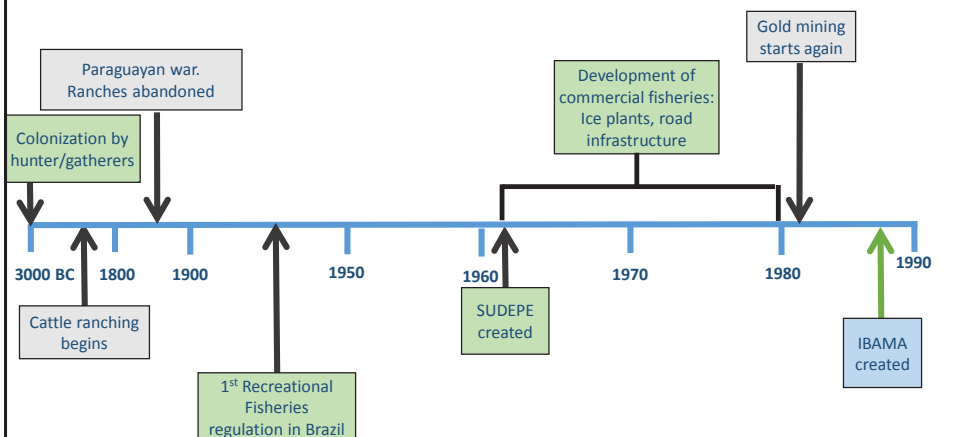 Gold mining
starts again
Paraguayan war.
Ranches abandoned
Development of
commercial fisheries:
Ice plants, road
infrastructure
Colonization by
hunter/gatherers
3000 BC
1800
1900
1950
1960
1970
1980
1990
Cattle ranching
begins
SUDEPE
created
IBAMA
created
1st Recreational
Fisheries
regulation in Brazil